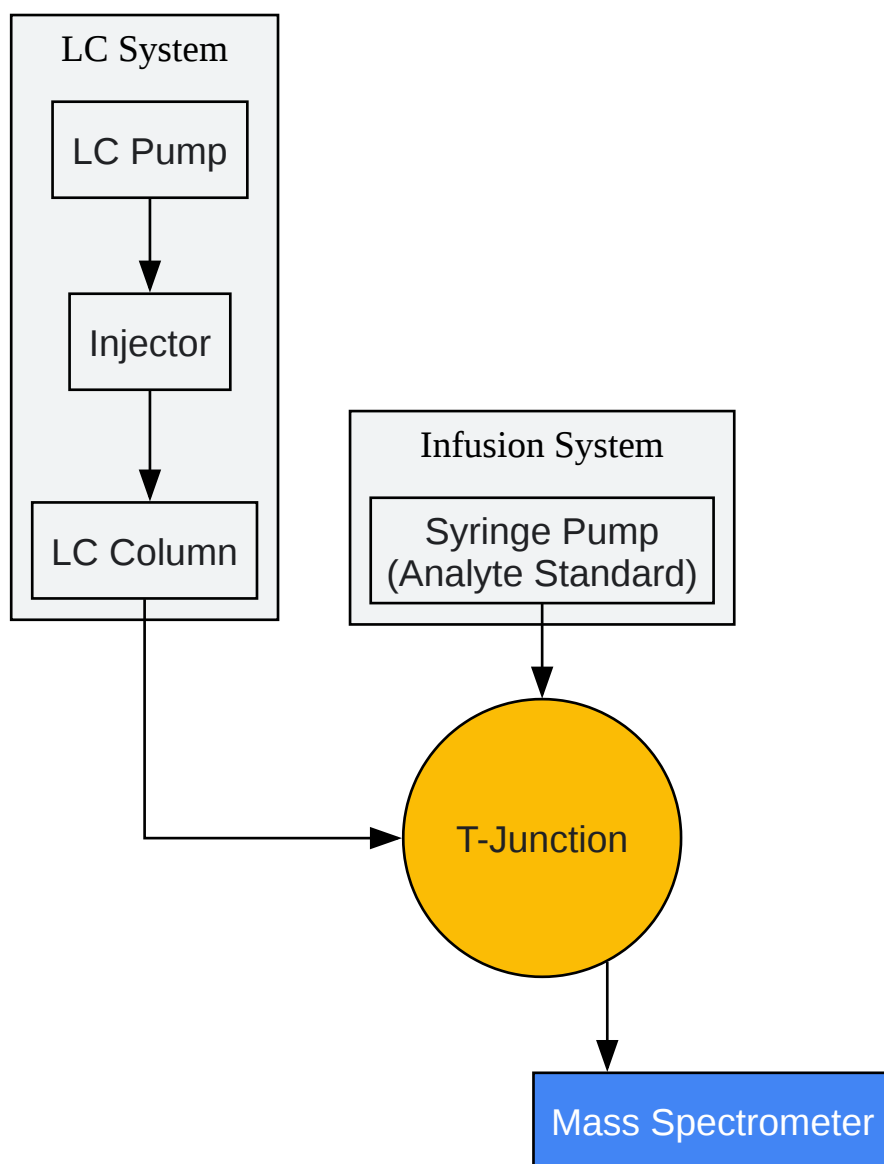 LC System
LC Pump
Injector
LC Column
Infusion System
Syringe Pump
(Analyte Standard)
T-Junction
Mass Spectrometer